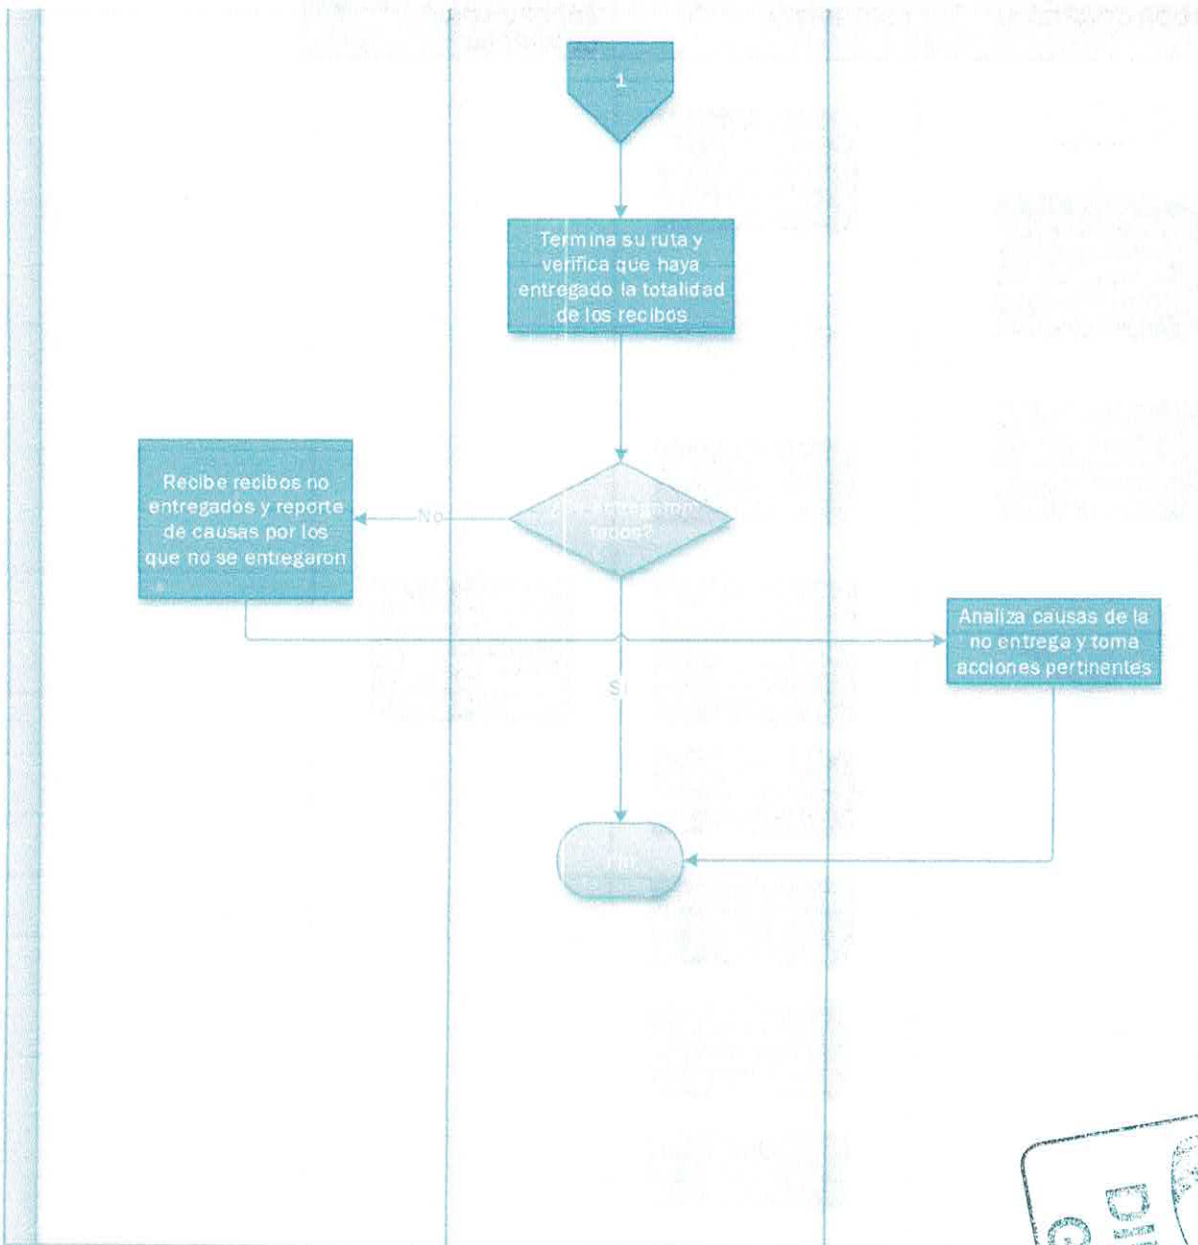 1
Termina su ruta y
verifica que haya
entregado la totalidad
de los recibos
Recibe recibos no
entregados y reporte
de causas por los
que no se entregaron
No
todos?
Analiza causas de la
no entrega y toma
acciones pertinentes
Si